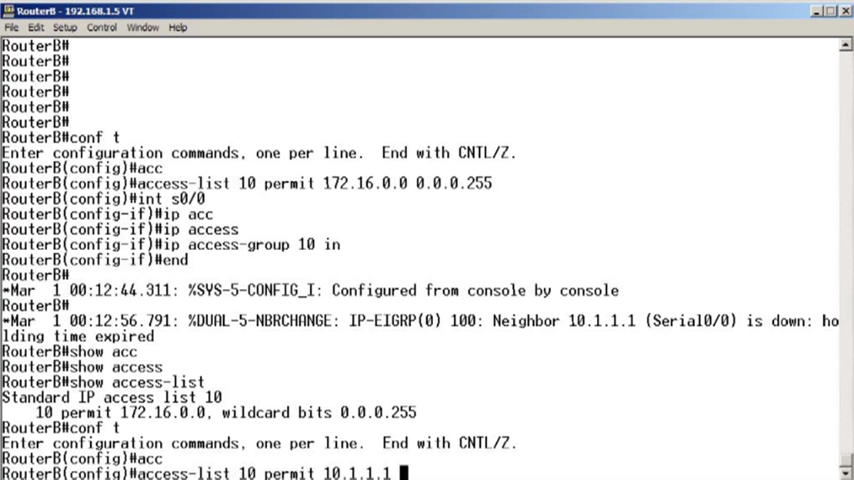 RouterB - 192.168.1.5 VT
File Edit Setup Control Window Help
RouterB#
RouterB#
RouterB#
RouterB#
RouterB#
RouterB#
RouterB#conf t
Enter configuration commands, one per line.  End with CNTL/Z.
RouterB(config)#acc
RouterB(config)#access-list 10 permit 172.16.0.0 0.0.0.255
RouterB(config)#int s0/0
RouterB(config-if)#ip acc
RouterB(config-if)#ip access
RouterB(config-if)#ip access-group 10 in
RouterB(config-if)#end
RouterB#
*Mar  1 00:12:44.311: %SYS-5-CONFIG_I: Configured from console by console
RouterB#
*Mar  1 00:12:56.791: %DUAL-5-NBRCHANGE: IP-EIGRP(0) 100: Neighbor 10.1.1.1 (Serial0/0) is down: ho
lding time expired
RouterB#show acc
RouterB#show access
RouterB#show access-list
Standard IP access list 10
    10 permit 172.16.0.0, wildcard bits 0.0.0.255
RouterB#conf t
Enter configuration commands, one per line.  End with CNTL/Z.
RouterB(config)#acc
RouterB(config)#access-list 10 permit 10.1.1.1